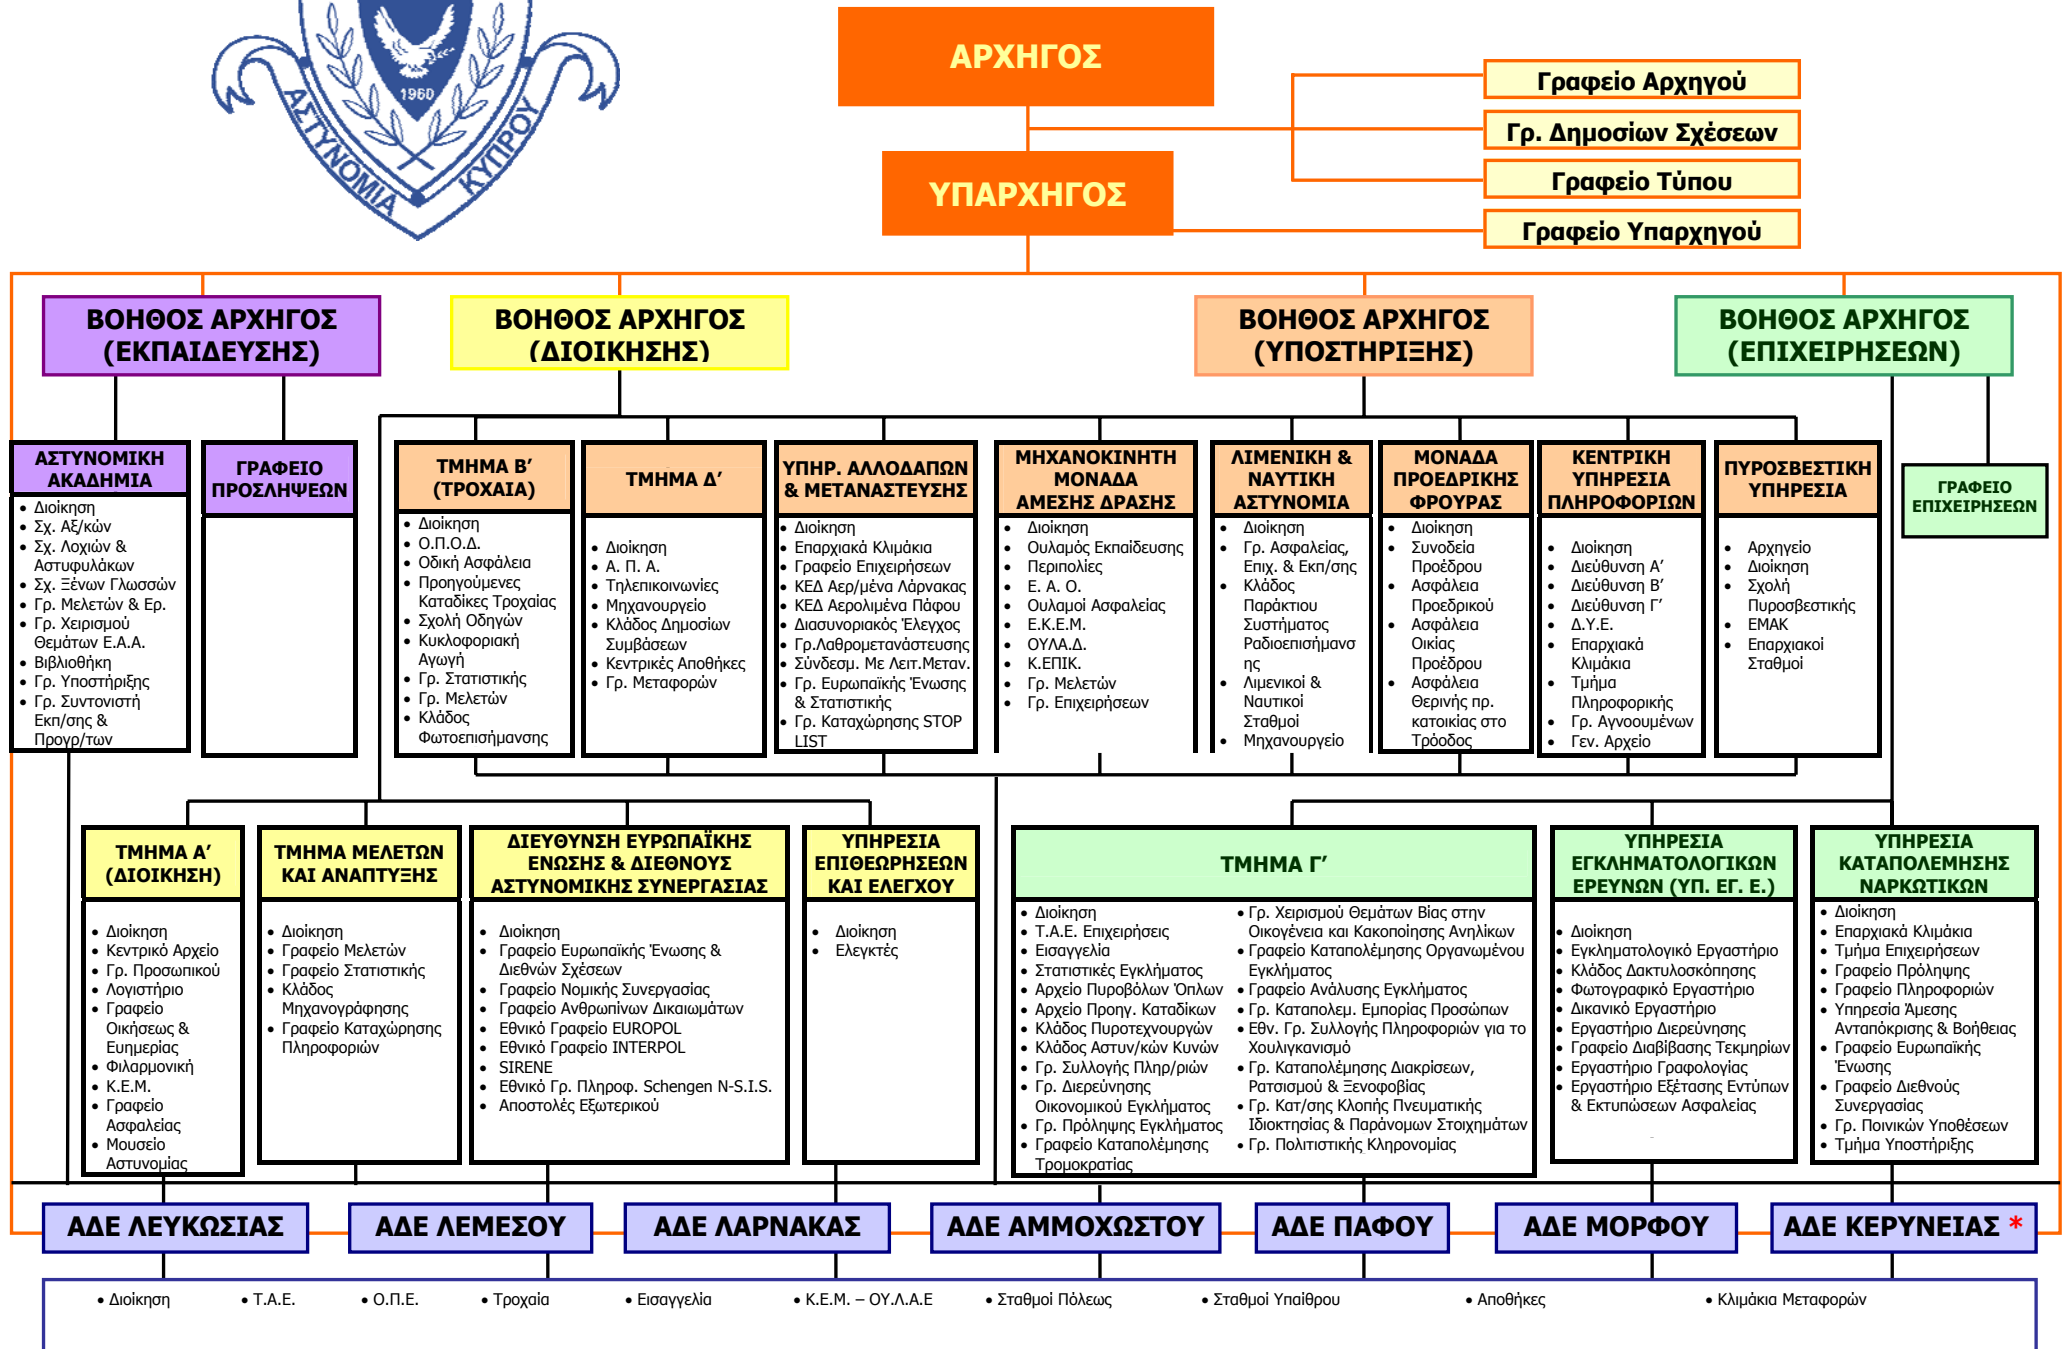 1960
ΑΣΤΥΝΟΜΙΑ
ΚΥΠΡΟΥ
ΑΡΧΗΓΟΣ
ΥΠΑΡΧΗΓΟΣ
Γραφείο Αρχηγού
Γρ. Δημοσίων Σχέσεων
Γραφείο Τύπου
Γραφείο Υπαρχηγού
ΒΟΗΘΟΣ ΑΡΧΗΓΟΣ
(ΕΚΠΑΙΔΕΥΣΗΣ)
ΒΟΗΘΟΣ ΑΡΧΗΓΟΣ
(ΔΙΟΙΚΗΣΗΣ)
ΒΟΗΘΟΣ ΑΡΧΗΓΟΣ
(ΥΠΟΣΤΗΡΙΞΗΣ)
ΒΟΗΘΟΣ ΑΡΧΗΓΟΣ
(ΕΠΙΧΕΙΡΗΣΕΩΝ)
ΑΣΤΥΝΟΜΙΚΗ
ΑΚΑΔΗΜΙΑ
• Διοίκηση
• Σχ. Αξ/κών
• Σχ. Λοχιών &
Αστυφυλάκων
• Σχ. Ξένων Γλωσσών
• Γρ. Μελετών & Ερ.
• Γρ. Χειρισμού
Θεμάτων Ε.Α.Α.
• Βιβλιοθήκη
• Γρ. Υποστήριξης
• Γρ. Συντονιστή
Εκπ/σης &
Προγρ/των
ΓΡΑΦΕΙΟ
ΠΡΟΣΛΗΨΕΩΝ
ΤΜΗΜΑ Β’
(ΤΡΟΧΑΙΑ)
• Διοίκηση
• Ο.Π.Ο.Δ.
• Οδική Ασφάλεια
• Προηγούμενες
Καταδίκες Τροχαίας
• Σχολή Οδηγών
• Κυκλοφοριακή
Αγωγή
• Γρ. Στατιστικής
• Γρ. Μελετών
• Κλάδος
Φωτοεπισήμανσης
ΤΜΗΜΑ Δ’
• Διοίκηση
• Α. Π. Α.
• Τηλεπικοινωνίες
• Μηχανουργείο
• Κλάδος Δημοσίων
Συμβάσεων
• Κεντρικές Αποθήκες
• Γρ. Μεταφορών
ΥΠΗΡ. ΑΛΛΟΔΑΠΩΝ
& ΜΕΤΑΝΑΣΤΕΥΣΗΣ
• Διοίκηση
• Επαρχιακά Κλιμάκια
• Γραφείο Επιχειρήσεων
• ΚΕΔ Αερ/μένα Λάρνακας
• ΚΕΔ Αερολιμένα Πάφου
• Διασυνοριακός Έλεγχος
• Γρ.Λαθρομετανάστευσης
• Σύνδεσμ. Με Λειτ.Μεταν.
• Γρ. Ευρωπαϊκής Ένωσης
& Στατιστικής
• Γρ. Καταχώρησης STOP
LIST
ΜΗΧΑΝΟΚΙΝΗΤΗ
ΜΟΝΑΔΑ
ΑΜΕΣΗΣ ΔΡΑΣΗΣ
• Διοίκηση
• Ουλαμός Εκπαίδευσης
• Περιπολίες
• Ε. Α. Ο.
• Ουλαμοί Ασφαλείας
• Ε.Κ.Ε.Μ.
• ΟΥΛΑ.Δ.
• Κ.ΕΠΙΚ.
• Γρ. Μελετών
• Γρ. Επιχειρήσεων
ΛΙΜΕΝΙΚΗ &
ΝΑΥΤΙΚΗ
ΑΣΤΥΝΟΜΙΑ
• Διοίκηση
• Γρ. Ασφαλείας,
Επιχ. & Εκπ/σης
• Κλάδος
Παράκτιου
Συστήματος
Ραδιοεπισήμανσ
ης
• Λιμενικοί &
Ναυτικοί
Σταθμοί
• Μηχανουργείο
ΜΟΝΑΔΑ
ΠΡΟΕΔΡΙΚΗΣ
ΦΡΟΥΡΑΣ
• Διοίκηση
• Συνοδεία
Προέδρου
• Ασφάλεια
Προεδρικού
• Ασφάλεια
Οικίας
Προέδρου
• Ασφάλεια
Θερινής πρ.
κατοικίας στο
Τρόοδος
ΚΕΝΤΡΙΚΗ
ΥΠΗΡΕΣΙΑ
ΠΛΗΡΟΦΟΡΙΩΝ
• Διοίκηση
• Διεύθυνση Α’
• Διεύθυνση Β’
• Διεύθυνση Γ’
• Δ.Υ.Ε.
• Επαρχιακά
Κλιμάκια
• Τμήμα
Πληροφορικής
• Γρ. Αγνοουμένων
• Γεν. Αρχείο
ΠΥΡΟΣΒΕΣΤΙΚΗ
ΥΠΗΡΕΣΙΑ
• Αρχηγείο
• Διοίκηση
• Σχολή
Πυροσβεστικής
• ΕΜΑΚ
• Επαρχιακοί
Σταθμοί
ΓΡΑΦΕΙΟ
ΕΠΙΧΕΙΡΗΣΕΩΝ
ΤΜΗΜΑ Α’
(ΔΙΟΙΚΗΣΗ)
• Διοίκηση
• Κεντρικό Αρχείο
• Γρ. Προσωπικού
• Λογιστήριο
• Γραφείο
Οικήσεως &
Ευημερίας
• Φιλαρμονική
• Κ.Ε.Μ.
• Γραφείο
Ασφαλείας
• Μουσείο
Αστυνομίας
ΤΜΗΜΑ ΜΕΛΕΤΩΝ
ΚΑΙ ΑΝΑΠΤΥΞΗΣ
• Διοίκηση
• Γραφείο Μελετών
• Γραφείο Στατιστικής
• Κλάδος
Μηχανογράφησης
• Γραφείο Καταχώρησης
Πληροφοριών
ΔΙΕΥΘΥΝΣΗ ΕΥΡΩΠΑΪΚΗΣ
ΕΝΩΣΗΣ & ΔΙΕΘΝΟΥΣ
ΑΣΤΥΝΟΜΙΚΗΣ ΣΥΝΕΡΓΑΣΙΑΣ
• Διοίκηση
• Γραφείο Ευρωπαϊκής Ένωσης &
Διεθνών Σχέσεων
• Γραφείο Νομικής Συνεργασίας
• Γραφείο Ανθρωπίνων Δικαιωμάτων
• Εθνικό Γραφείο EUROPOL
• Εθνικό Γραφείο INTERPOL
• SIRENE
• Εθνικό Γρ. Πληροφ. Schengen N-S.I.S.
• Αποστολές Εξωτερικού
ΥΠΗΡΕΣΙΑ
ΕΠΙΘΕΩΡΗΣΕΩΝ
ΚΑΙ ΕΛΕΓΧΟΥ
• Διοίκηση
• Ελεγκτές
ΤΜΗΜΑ Γ’
• Διοίκηση
• Τ.Α.Ε. Επιχειρήσεις
• Εισαγγελία
• Στατιστικές Εγκλήματος
• Αρχείο Πυροβόλων Όπλων
• Αρχείο Προηγ. Καταδίκων
• Κλάδος Πυροτεχνουργών
• Κλάδος Αστυν/κών Κυνών
• Γρ. Συλλογής Πληρ/ριών
• Γρ. Διερεύνησης
Οικονομικού Εγκλήματος
• Γρ. Πρόληψης Εγκλήματος
• Γραφείο Καταπολέμησης
Τρομοκρατίας
• Γρ. Χειρισμού Θεμάτων Βίας στην
Οικογένεια και Κακοποίησης Ανηλίκων
• Γραφείο Καταπολέμησης Οργανωμένου
Εγκλήματος
• Γραφείο Ανάλυσης Εγκλήματος
• Γρ. Καταπολεμ. Εμπορίας Προσώπων
• Εθν. Γρ. Συλλογής Πληροφοριών για το
Χουλιγκανισμό
• Γρ. Καταπολέμησης Διακρίσεων,
Ρατσισμού & Ξενοφοβίας
• Γρ. Κατ/σης Κλοπής Πνευματικής
Ιδιοκτησίας & Παράνομων Στοιχημάτων
• Γρ. Πολιτιστικής Κληρονομίας
ΥΠΗΡΕΣΙΑ
ΕΓΚΛΗΜΑΤΟΛΟΓΙΚΩΝ
ΕΡΕΥΝΩΝ (ΥΠ. ΕΓ. Ε.)
• Διοίκηση
• Εγκληματολογικό Εργαστήριο
• Κλάδος Δακτυλοσκόπησης
• Φωτογραφικό Εργαστήριο
• Δικανικό Εργαστήριο
• Εργαστήριο Διερεύνησης
• Γραφείο Διαβίβασης Τεκμηρίων
• Εργαστήριο Γραφολογίας
• Εργαστήριο Εξέτασης Εντύπων
& Εκτυπώσεων Ασφαλείας
ΥΠΗΡΕΣΙΑ
ΚΑΤΑΠΟΛΕΜΗΣΗΣ
ΝΑΡΚΩΤΙΚΩΝ
• Διοίκηση
• Επαρχιακά Κλιμάκια
• Τμήμα Επιχειρήσεων
• Γραφείο Πρόληψης
• Γραφείο Πληροφοριών
• Υπηρεσία Άμεσης
Ανταπόκρισης & Βοήθειας
• Γραφείο Ευρωπαϊκής
Ένωσης
• Γραφείο Διεθνούς
Συνεργασίας
• Γρ. Ποινικών Υποθέσεων
• Τμήμα Υποστήριξης
ΑΔΕ ΛΕΥΚΩΣΙΑΣ
ΑΔΕ ΛΕΜΕΣΟΥ
ΑΔΕ ΛΑΡΝΑΚΑΣ
ΑΔΕ ΑΜΜΟΧΩΣΤΟΥ
ΑΔΕ ΠΑΦΟΥ
ΑΔΕ ΜΟΡΦΟΥ
ΑΔΕ ΚΕΡΥΝΕΙΑΣ *
• Διοίκηση • Τ.Α.Ε. • Ο.Π.Ε. • Τροχαία • Εισαγγελία • Κ.Ε.Μ. – ΟΥ.Λ.Α.Ε • Σταθμοί Πόλεως • Σταθμοί Υπαίθρου • Αποθήκες • Κλιμάκια Μεταφορών